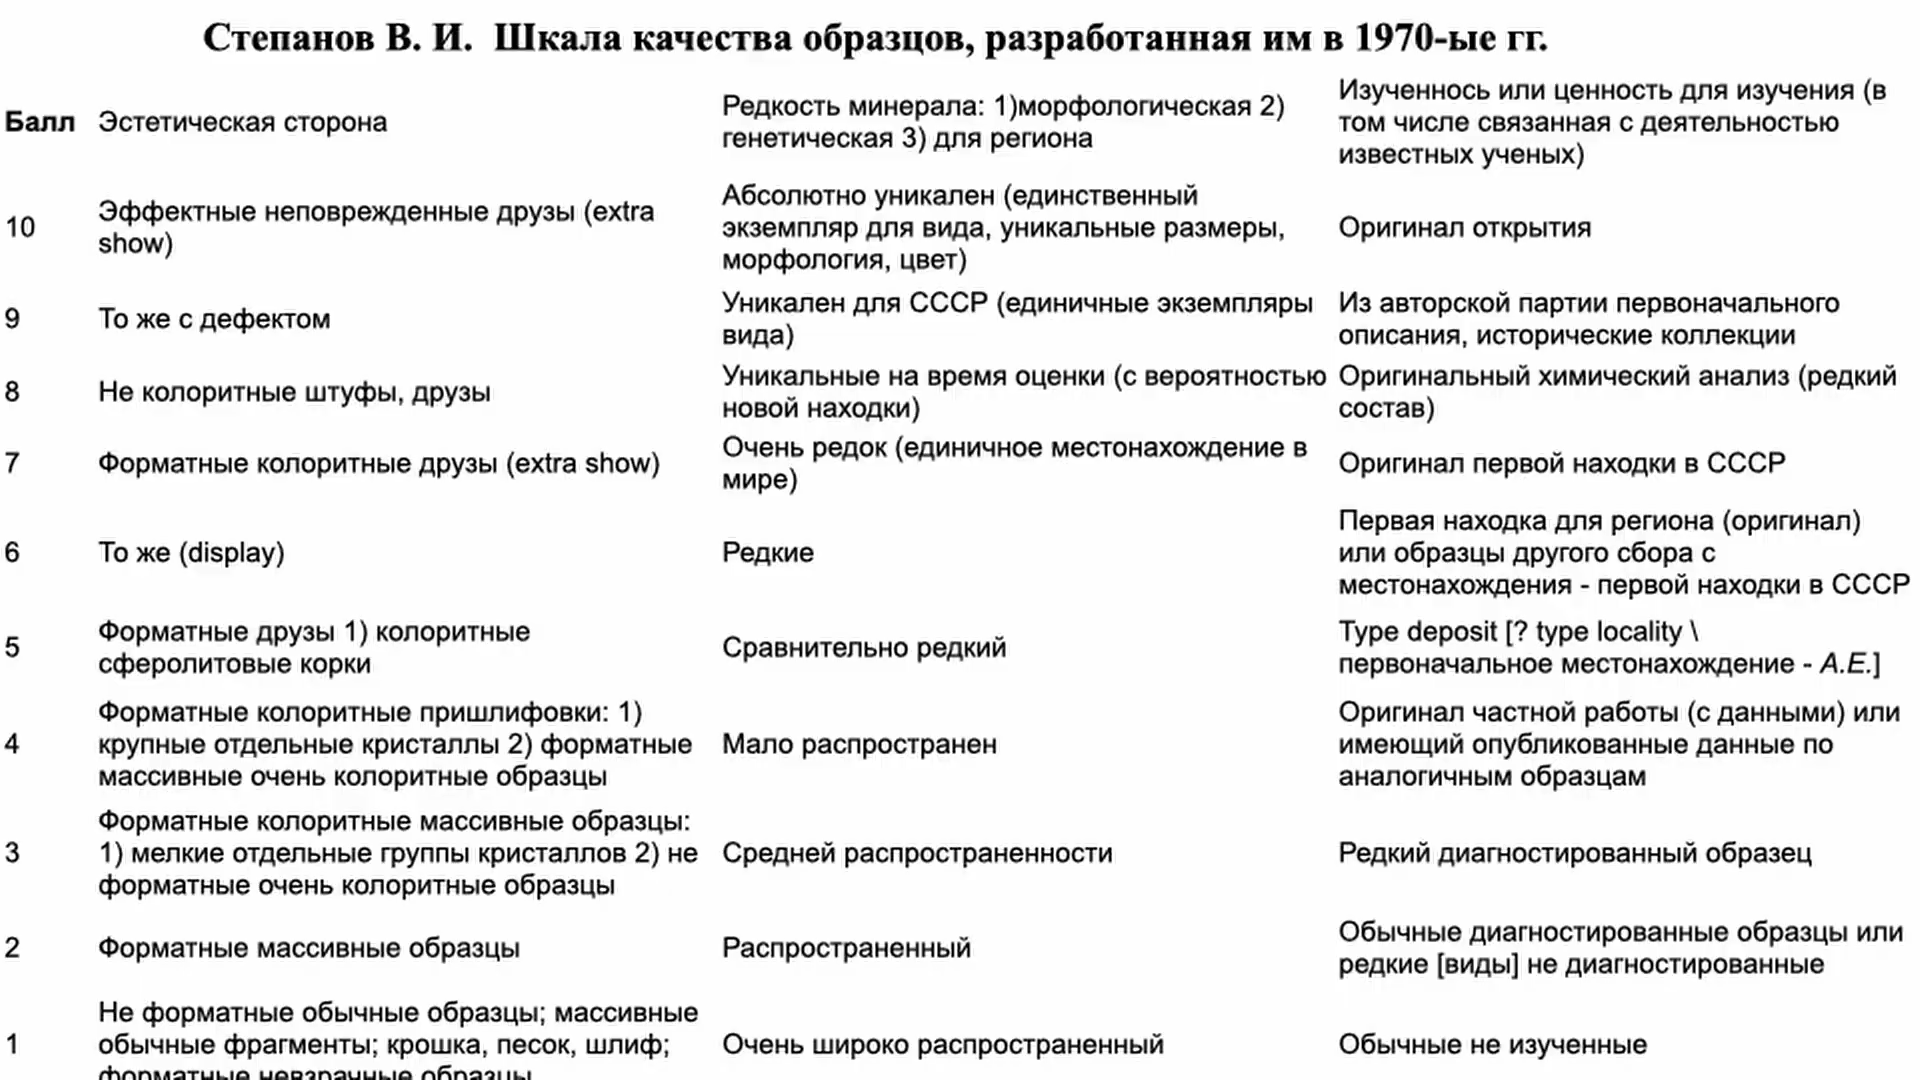 Степанов В. И. Шкала качества образцов, разработанная им в 1970-ые гг.
Балл
Эстетическая сторона
Редкость минерала: 1)морфологическая 2)
генетическая 3) для региона
Изученнось или ценность для изучения (в
том числе связанная с деятельностью
известных ученых)
10
Эффектные неповрежденные друзы (extra
show)
Абсолютно уникален (единственный
экземпляр для вида, уникальные размеры,
морфология, цвет)
Оригинал открытия
9
То же с дефектом
Уникален для СССР (единичные экземпляры
вида)
Из авторской партии первоначального
описания, исторические коллекции
8
Не колоритные штуфы, друзы
Уникальные на время оценки (с вероятностью
новой находки)
Оригинальный химический анализ (редкий
состав)
7
Форматные колоритные друзы (extra show)
Очень редок (единичное местонахождение в
мире)
Оригинал первой находки в СССР
6
То же (display)
Редкие
Первая находка для региона (оригинал)
или образцы другого сбора с
местонахождения - первой находки в СССР
5
Форматные друзы 1) колоритные
сферолитовые корки
Сравнительно редкий
Type deposit [? type locality \
первоначальное местонахождение - А.Е.]
4
Форматные колоритные пришлифовки: 1)
крупные отдельные кристаллы 2) форматные
массивные очень колоритные образцы
Мало распространен
Оригинал частной работы (с данными) или
имеющий опубликованные данные по
аналогичным образцам
3
Форматные колоритные массивные образцы:
1) мелкие отдельные группы кристаллов 2) не
форматные очень колоритные образцы
Средней распространенности
Редкий диагностированный образец
2
Форматные массивные образцы
Распространенный
Обычные диагностированные образцы или
редкие [виды] не диагностированные
1
Не форматные обычные образцы; массивные
обычные фрагменты; крошка, песок, шлиф;
форматные невзрачные образцы
Очень широко распространенный
Обычные не изученные